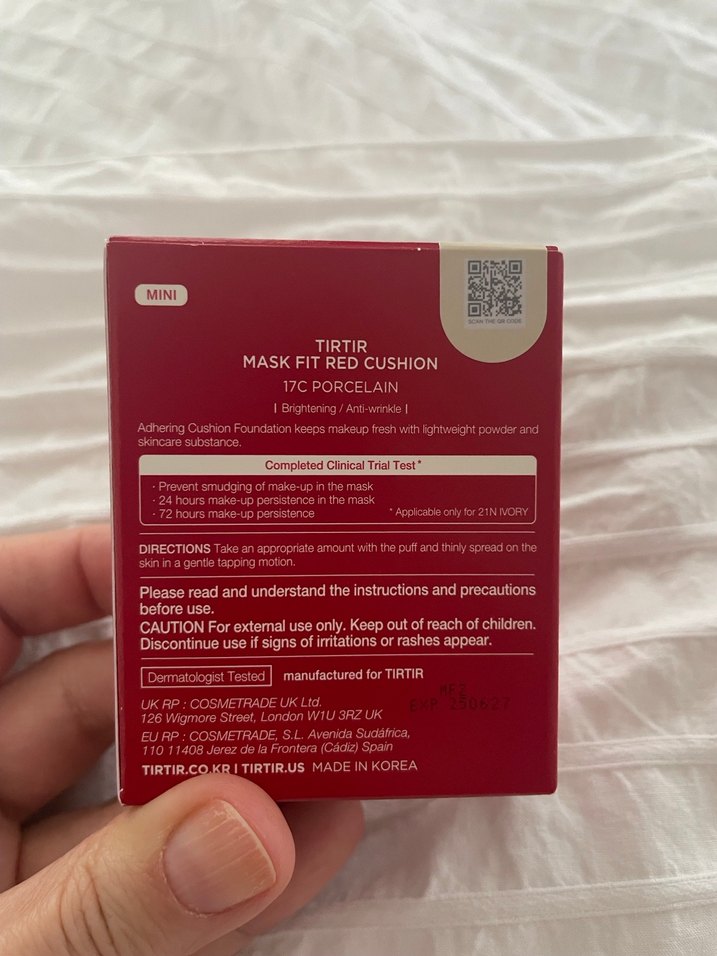 MINI
SCAN THE QR CODE
TIRTIR
MASK FIT RED CUSHION
17C PORCELAIN
| Brightening / Anti-wrinkle |
Adhering Cushion Foundation keeps makeup fresh with lightweight powder and
skincare substance.
Completed Clinical Trial Test*
· Prevent smudging of make-up in the mask
· 24 hours make-up persistence in the mask
· 72 hours make-up persistence
* Applicable only for 21N IVORY
DIRECTIONS Take an appropriate amount with the puff and thinly spread on the
skin in a gentle tapping motion.
Please read and understand the instructions and precautions
before use.
CAUTION For external use only. Keep out of reach of children.
Discontinue use if signs of irritations or rashes appear.
Dermatologist Tested manufactured for TIRTIR
UK RP : COSMETRADE UK Ltd.
126 Wigmore Street, London W1U 3RZ UK
EXP 250627
EU RP : COSMETRADE, S.L. Avenida Sudáfrica,
110 11408 Jerez de la Frontera (Cádiz) Spain
TIRTIR.CO.KR | TIRTIR.US MADE IN KOREA